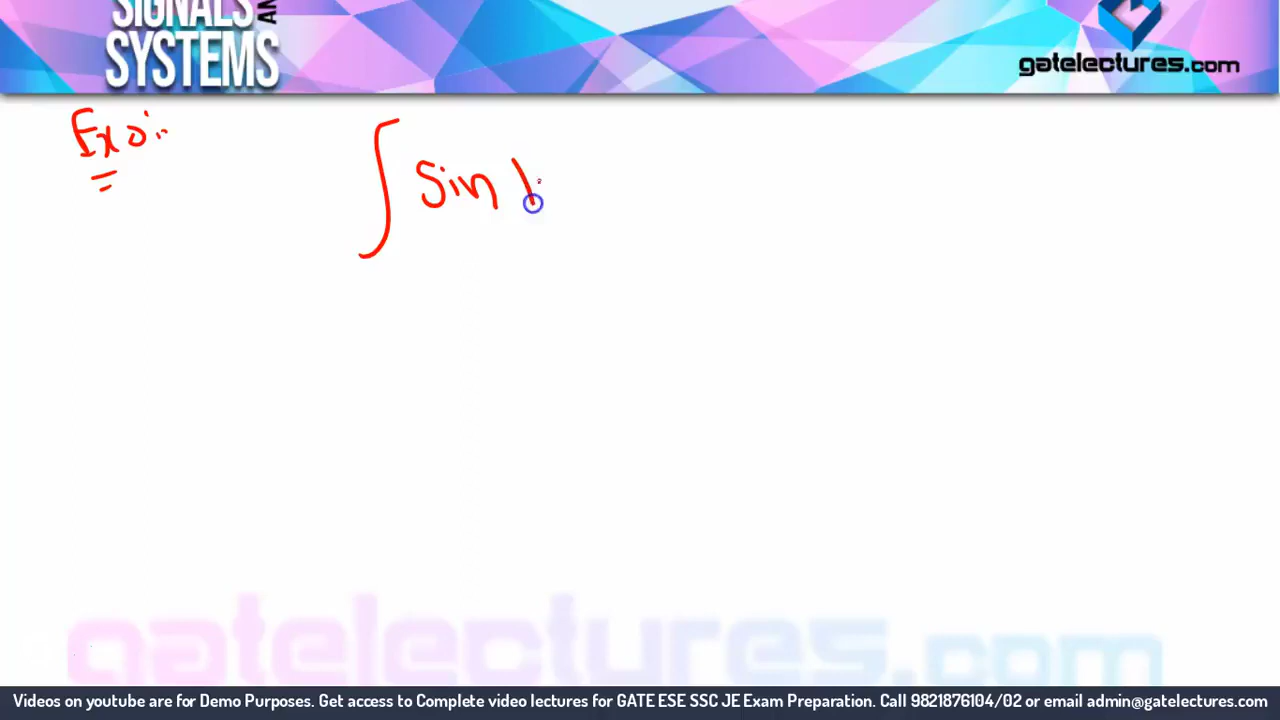 SIGNALS AND
SYSTEMS
gatelectures.com
Ex:
∫ Sin
gatelectures.com
Videos on youtube are for Demo Purposes. Get access to Complete video lectures for GATE ESE SSC JE Exam Preparation. Call 9821876104/02 or email admin@gatelectures.com